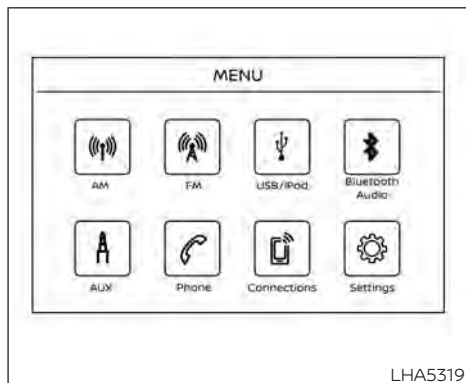 MENU
AM
FM
USB/iPod
Bluetooth
Audio
AUX
Phone
Connections
Settings
LHA5319